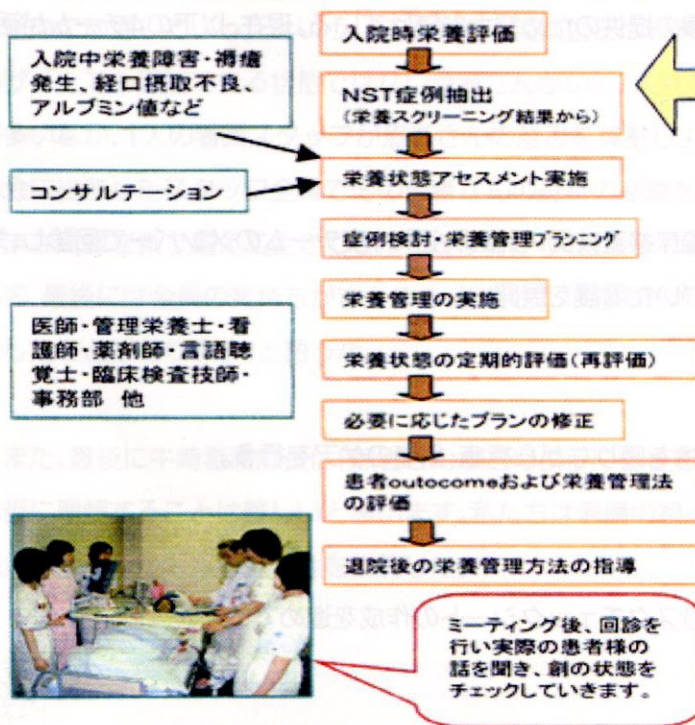 入院中栄養障害・褥瘡
発生、経口摂取不良、
アルブミン値など
コンサルテーション
医師・管理栄養士・看
護師・薬剤師・言語聴
覚士・臨床検査技師・
事務部 他
入院時栄養評価
NST症例抽出
(栄養スクリーニング結果から)
栄養状態アセスメント実施
症例検討・栄養管理プランニング
栄養管理の実施
栄養状態の定期的評価(再評価)
必要に応じたプランの修正
患者outocomeおよび栄養管理法
の評価
退院後の栄養管理方法の指導
ミーティング後、回診を
行い実際の患者様の
話を聞き、創の状態を
チェックしていきます。